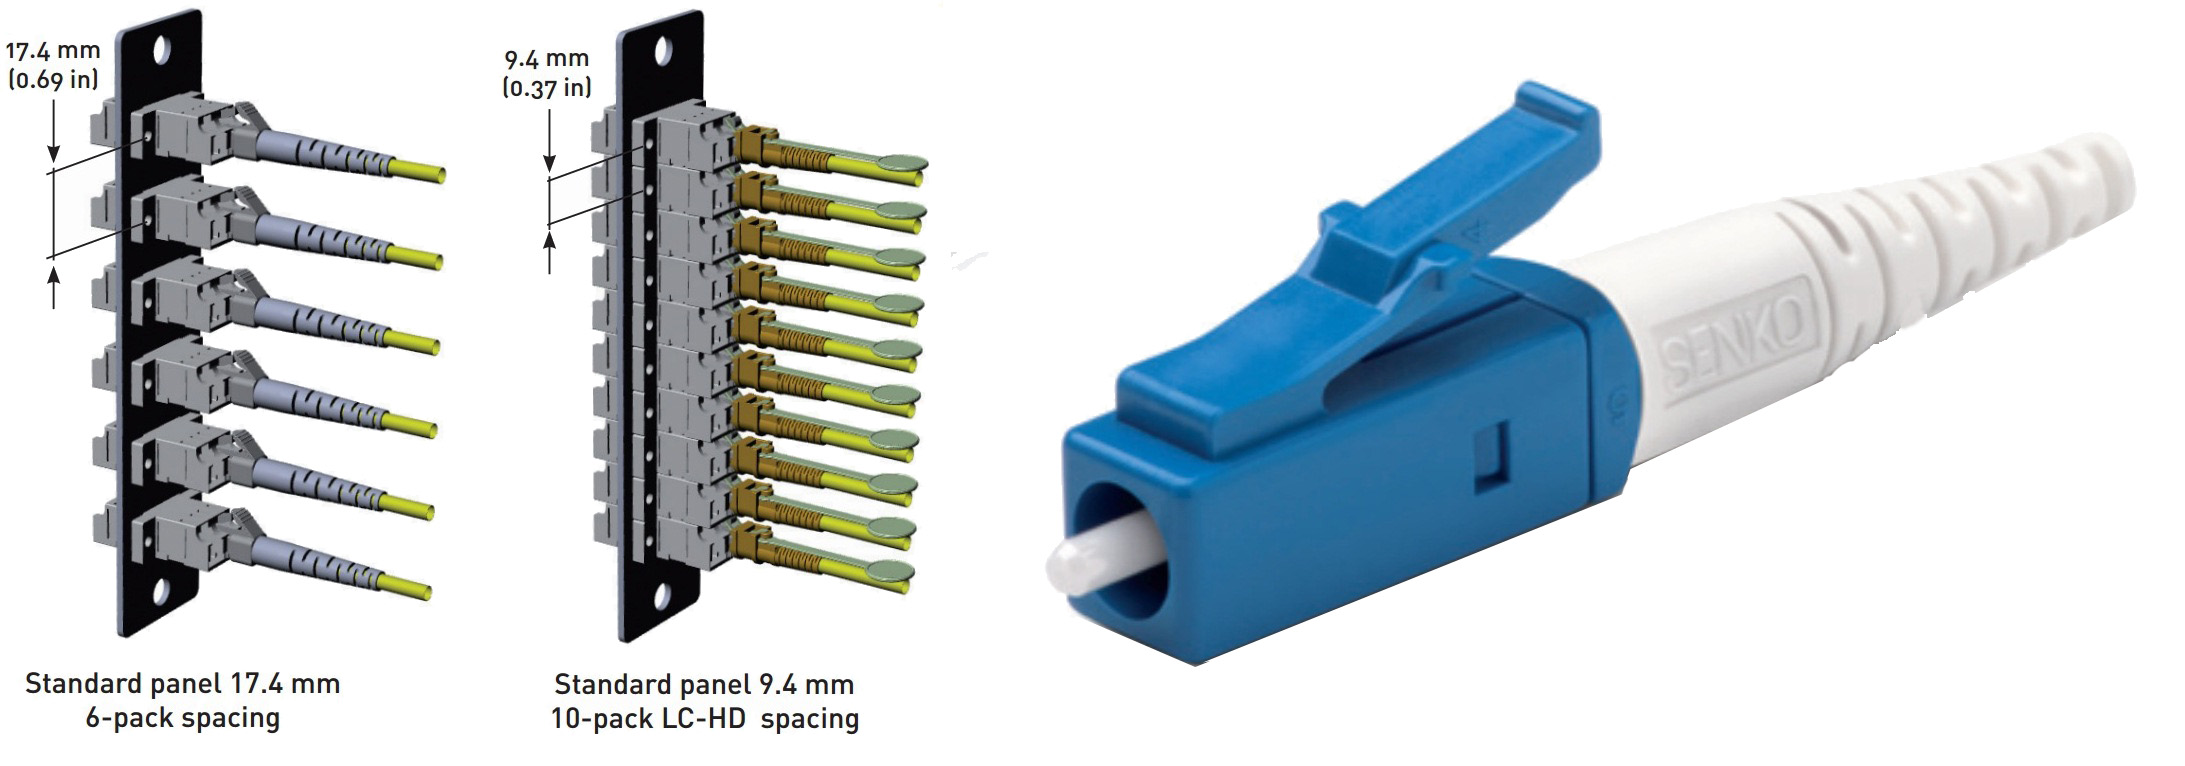 17.4 mm
(0.69 in)
9.4 mm
(0.37 in)
SENKO
Standard panel 17.4 mm
6-pack spacing
Standard panel 9.4 mm
10-pack LC-HD spacing